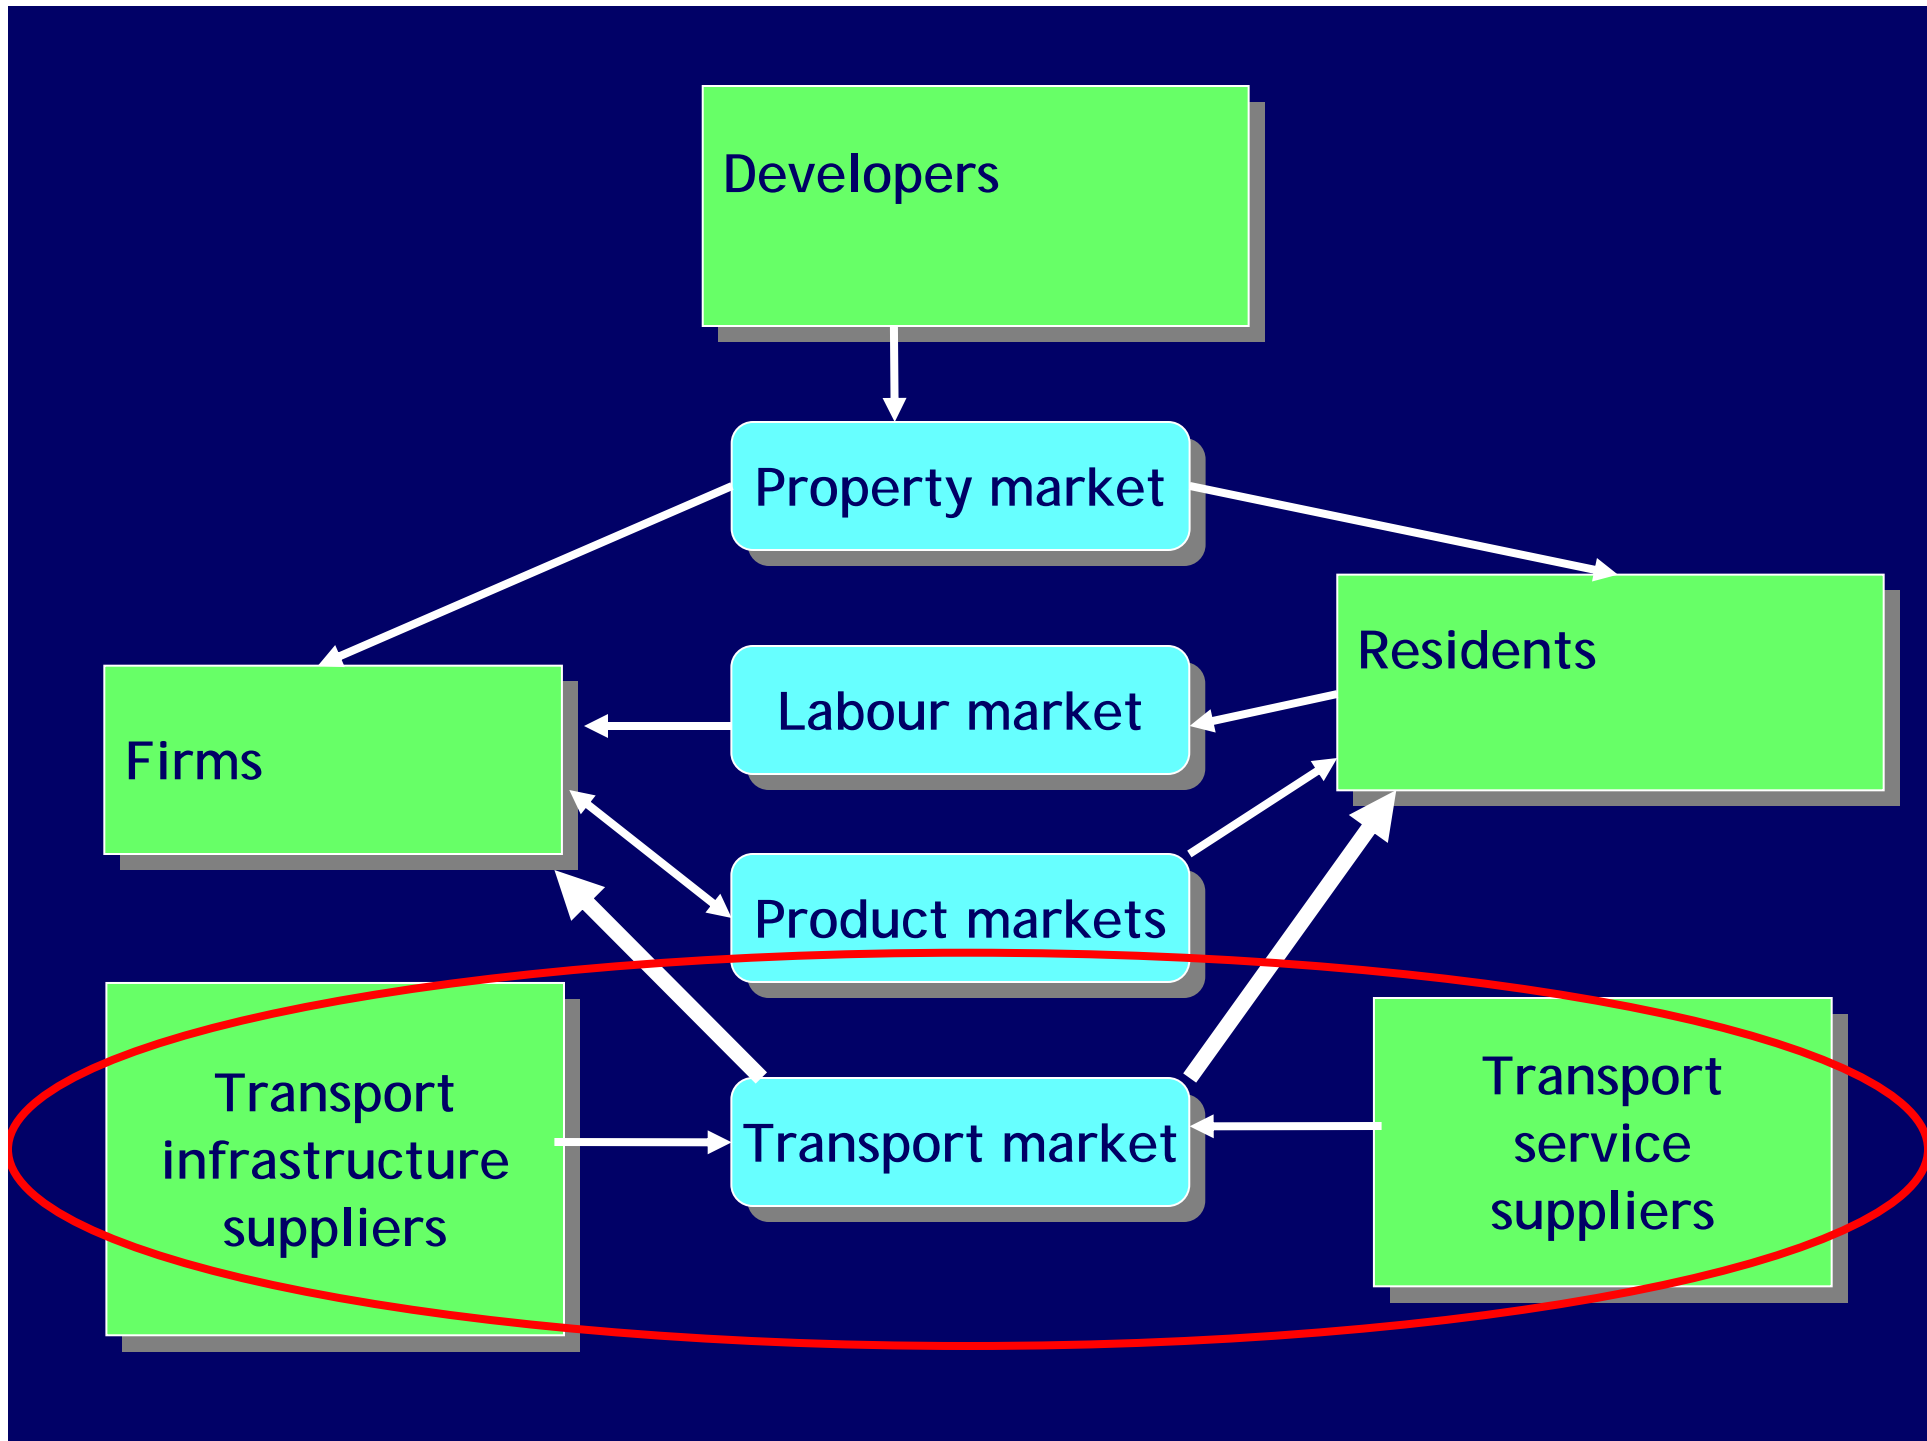 Developers
Property market
Residents
Labour market
Firms
Product markets
Transport
infrastructure
suppliers
Transport market
Transport
service
suppliers